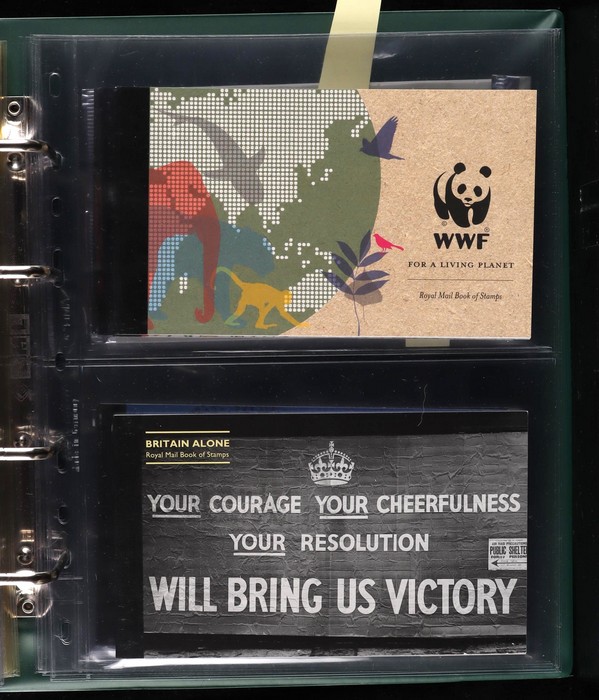 WWF
FOR A LIVING PLANET
Royal Mail Book of Stamps
BRITAIN ALONE
Royal Mail Book of Stamps
YOUR COURAGE YOUR CHEERFULNESS
YOUR RESOLUTION
PUBLIC SHELTER
WILL BRING US VICTORY